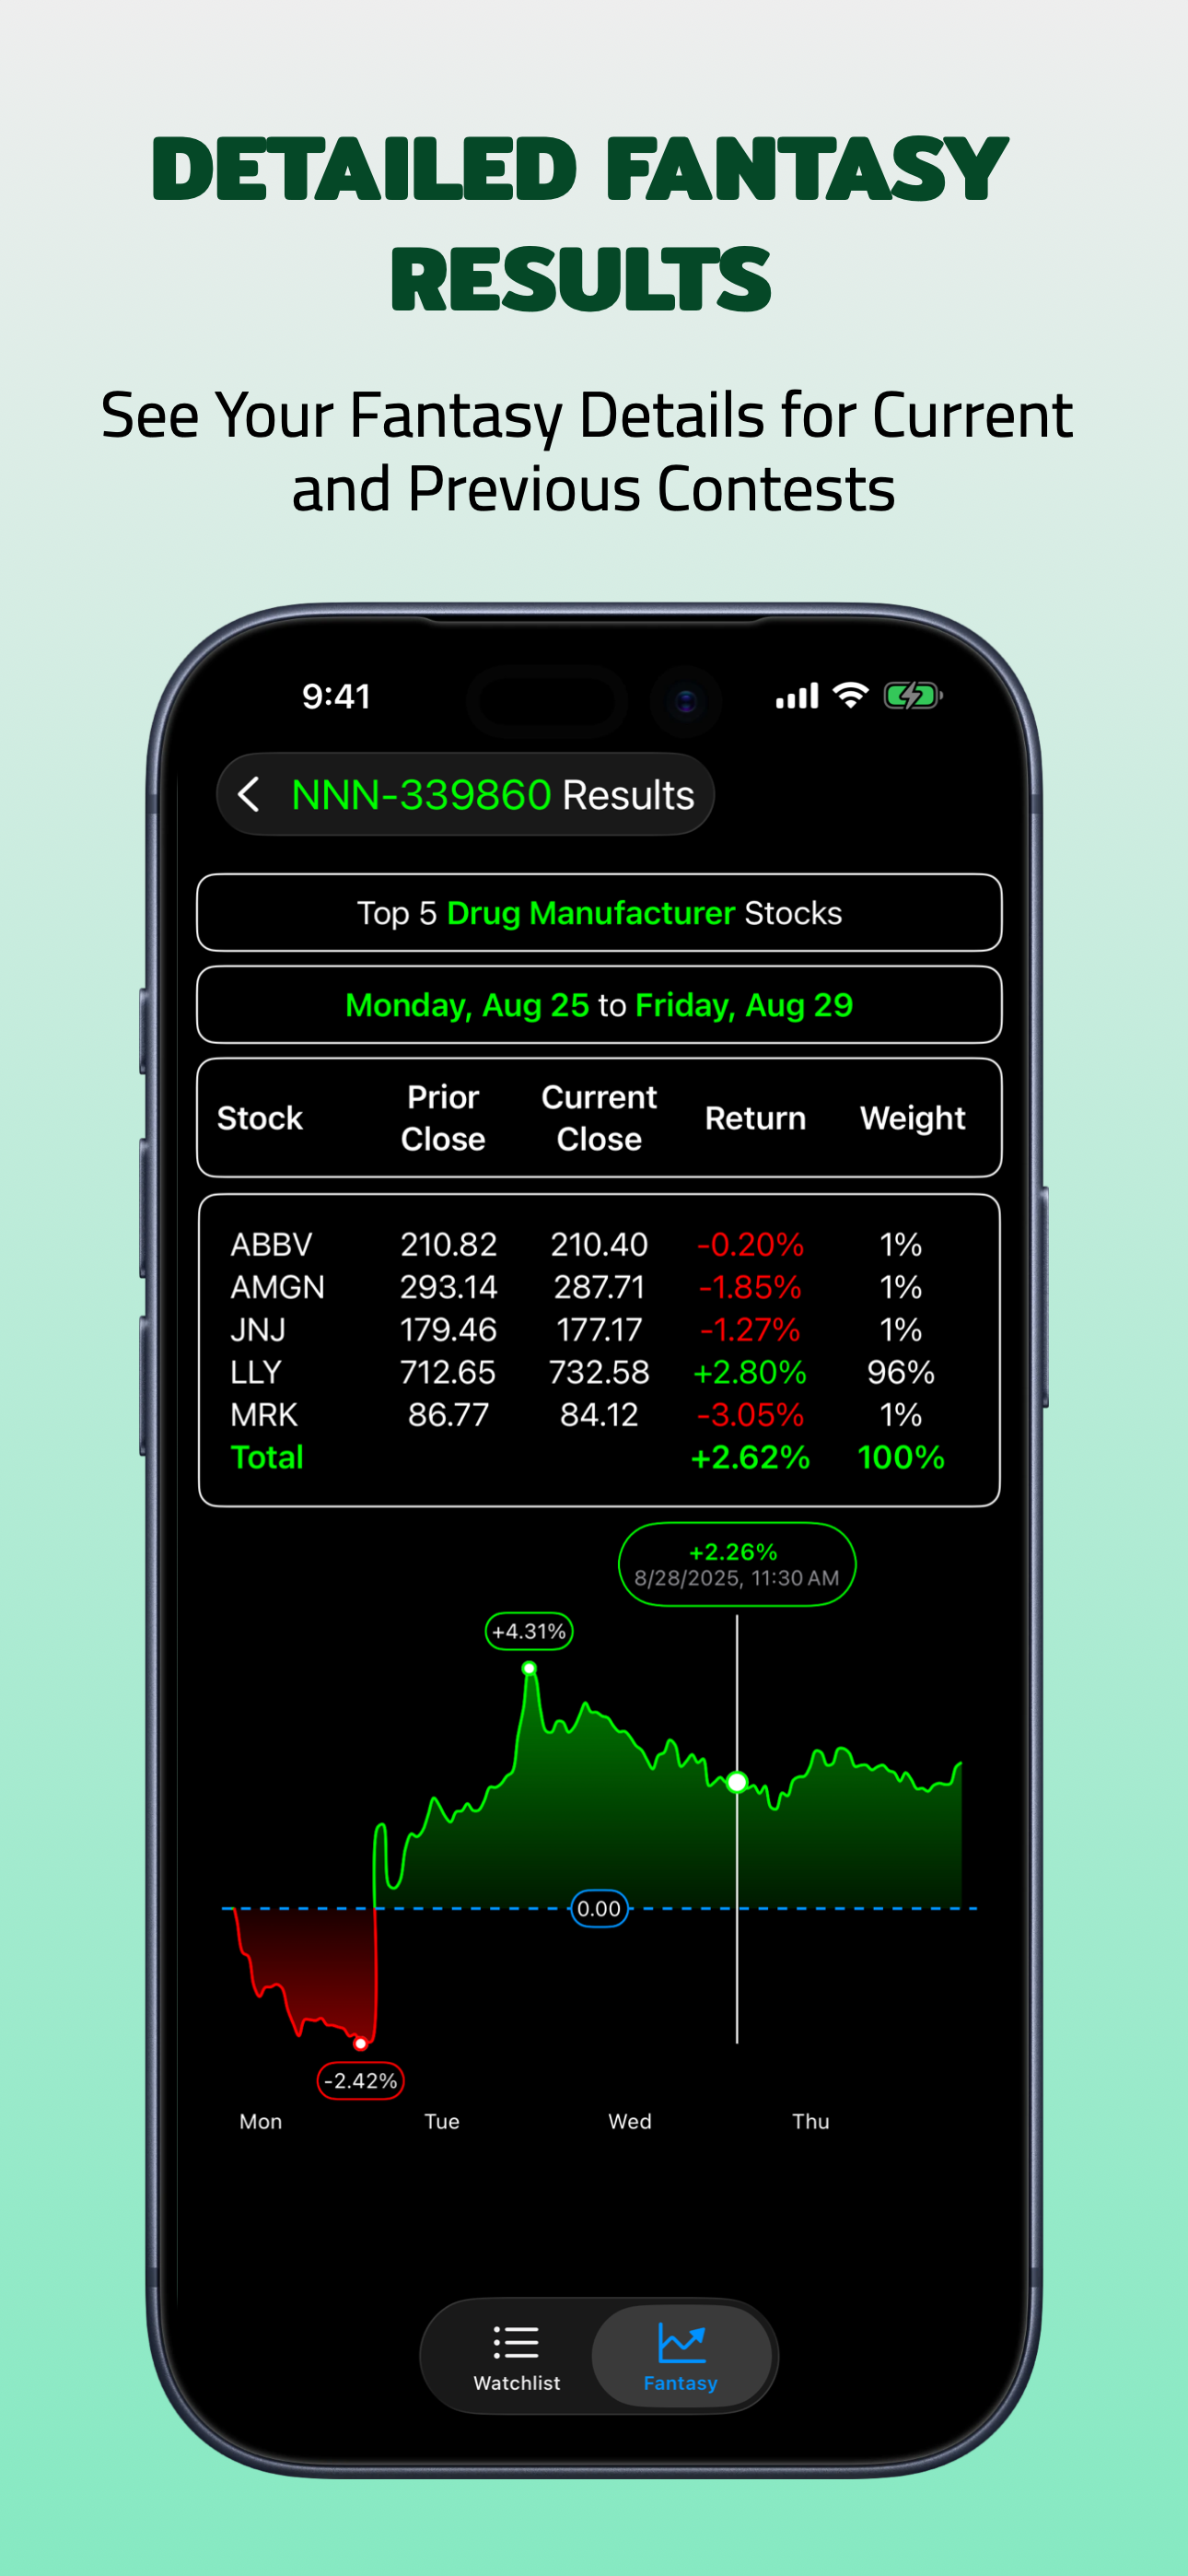 DETAILED FANTASY
RESULTS
See Your Fantasy Details for Current
and Previous Contests
9:41
NNN-339860 Results
Top 5 Drug Manufacturer Stocks
Monday, Aug 25 to Friday, Aug 29
Stock Prior Close Current Close Return Weight
ABBV 210.82 210.40 -0.20% 1%
AMGN 293.14 287.71 -1.85% 1%
JNJ 179.46 177.17 -1.27% 1%
LLY 712.65 732.58 +2.80% 96%
MRK 86.77 84.12 -3.05% 1%
Total +2.62% 100%
+2.26%
8/28/2025, 11:30 AM
+4.31%
0.00
-2.42%
Mon Tue Wed Thu
Watchlist Fantasy